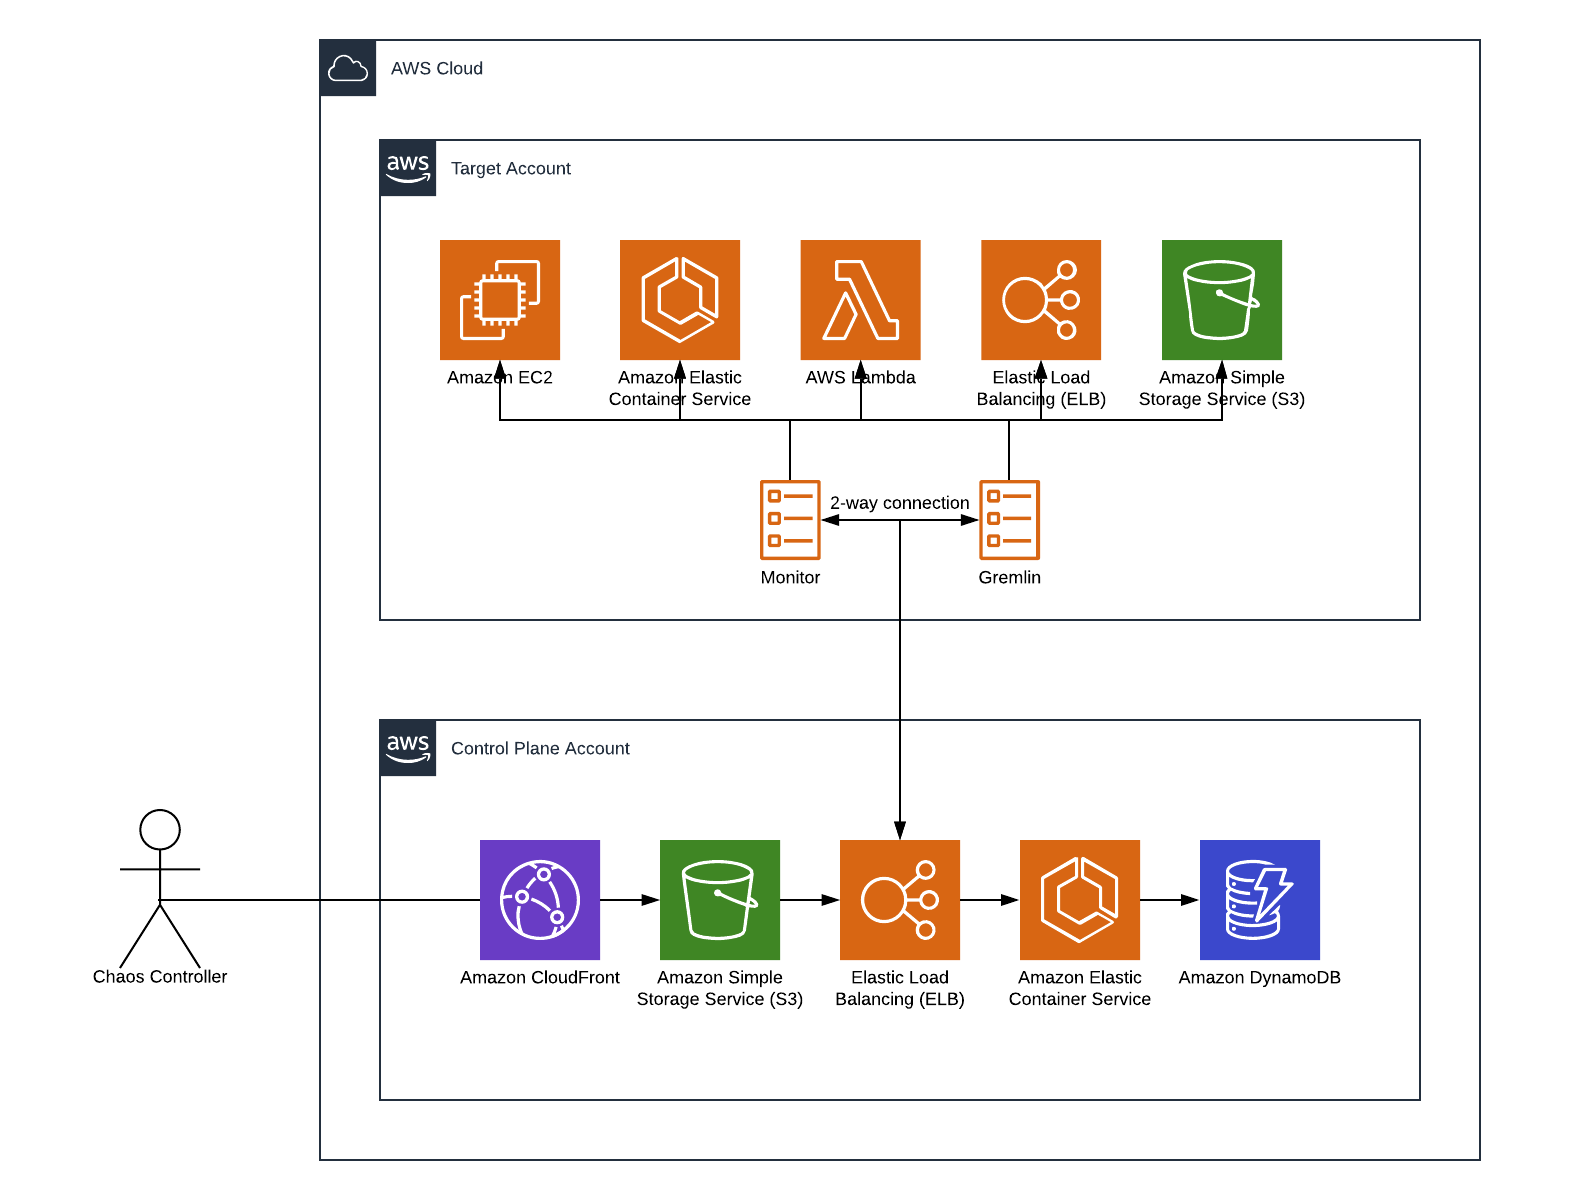 AWS Cloud
aws
Target Account
Amazon EC2
Amazon Elastic
Container Service
AWS Lambda
Elastic Load
Balancing (ELB)
Amazon Simple
Storage Service (S3)
2-way connection
Monitor
Gremlin
aws
Control Plane Account
Chaos Controller
Amazon CloudFront
Amazon Simple
Storage Service (S3)
Elastic Load
Balancing (ELB)
Amazon Elastic
Container Service
Amazon DynamoDB